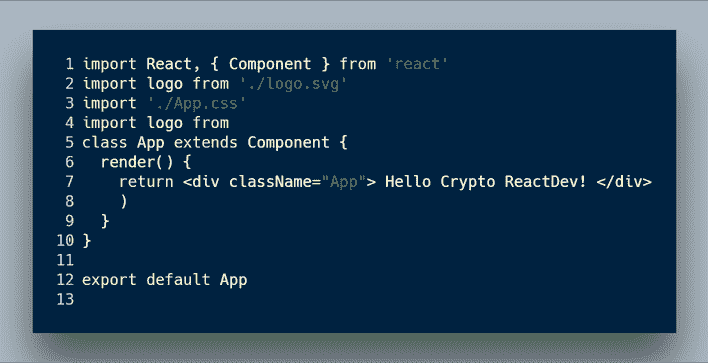 1 import React, { Component } from 'react'
2 import logo from './logo.svg'
3 import './App.css'
4 import logo from
5 class App extends Component {
6   render() {
7     return <div className="App"> Hello Crypto ReactDev! </div>
8     )
9   }
10 }
11
12 export default App
13